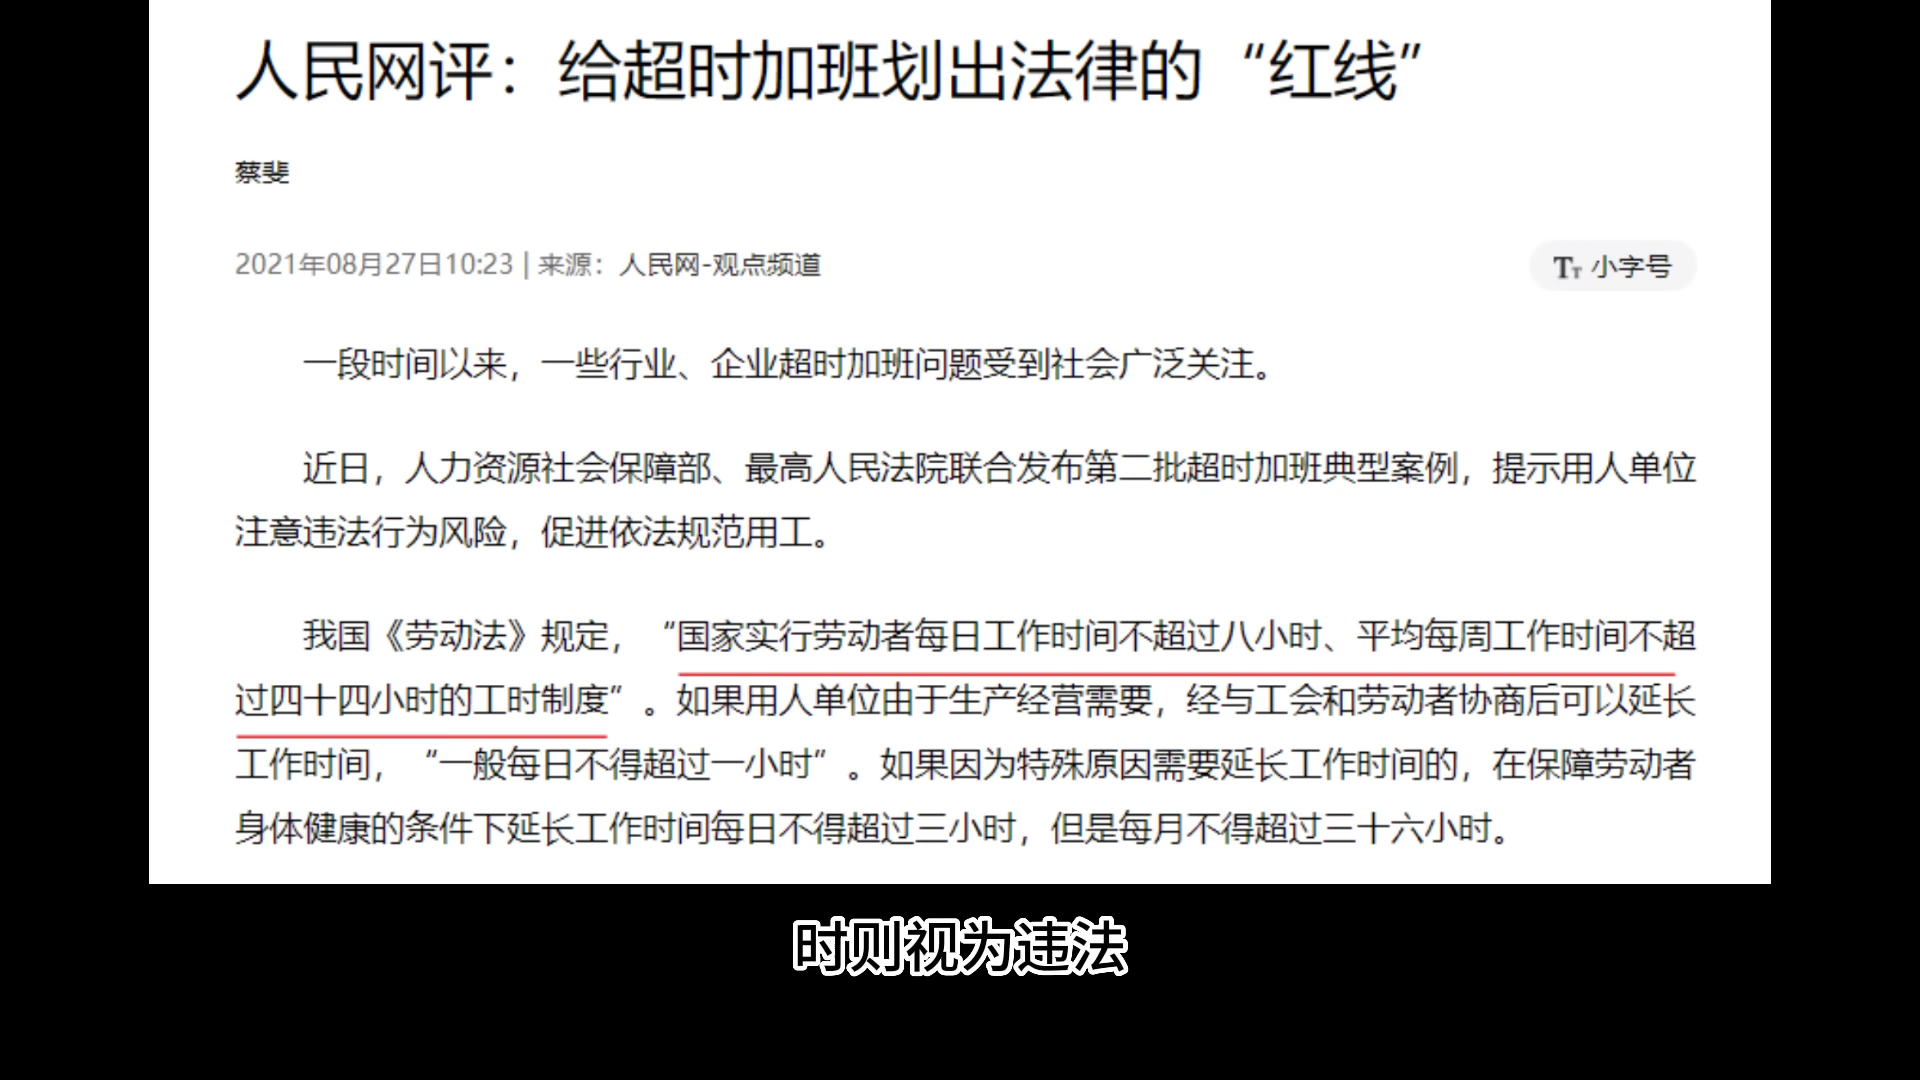 人民网评：给超时加班划出法律的“红线”
蔡斐
2021年08月27日10:23 | 来源：人民网-观点频道
TT 小字号
一段时间以来，一些行业、企业超时加班问题受到社会广泛关注。
近日，人力资源社会保障部、最高人民法院联合发布第二批超时加班典型案例，提示用人单位
注意违法行为风险，促进依法规范用工。
我国《劳动法》规定，“国家实行劳动者每日工作时间不超过八小时、平均每周工作时间不超
过四十四小时的工时制度”。如果用人单位由于生产经营需要，经与工会和劳动者协商后可以延长
工作时间，“一般每日不得超过一小时”。如果因为特殊原因需要延长工作时间的，在保障劳动者
身体健康的条件下延长工作时间每日不得超过三小时，但是每月不得超过三十六小时。
时则视为违法